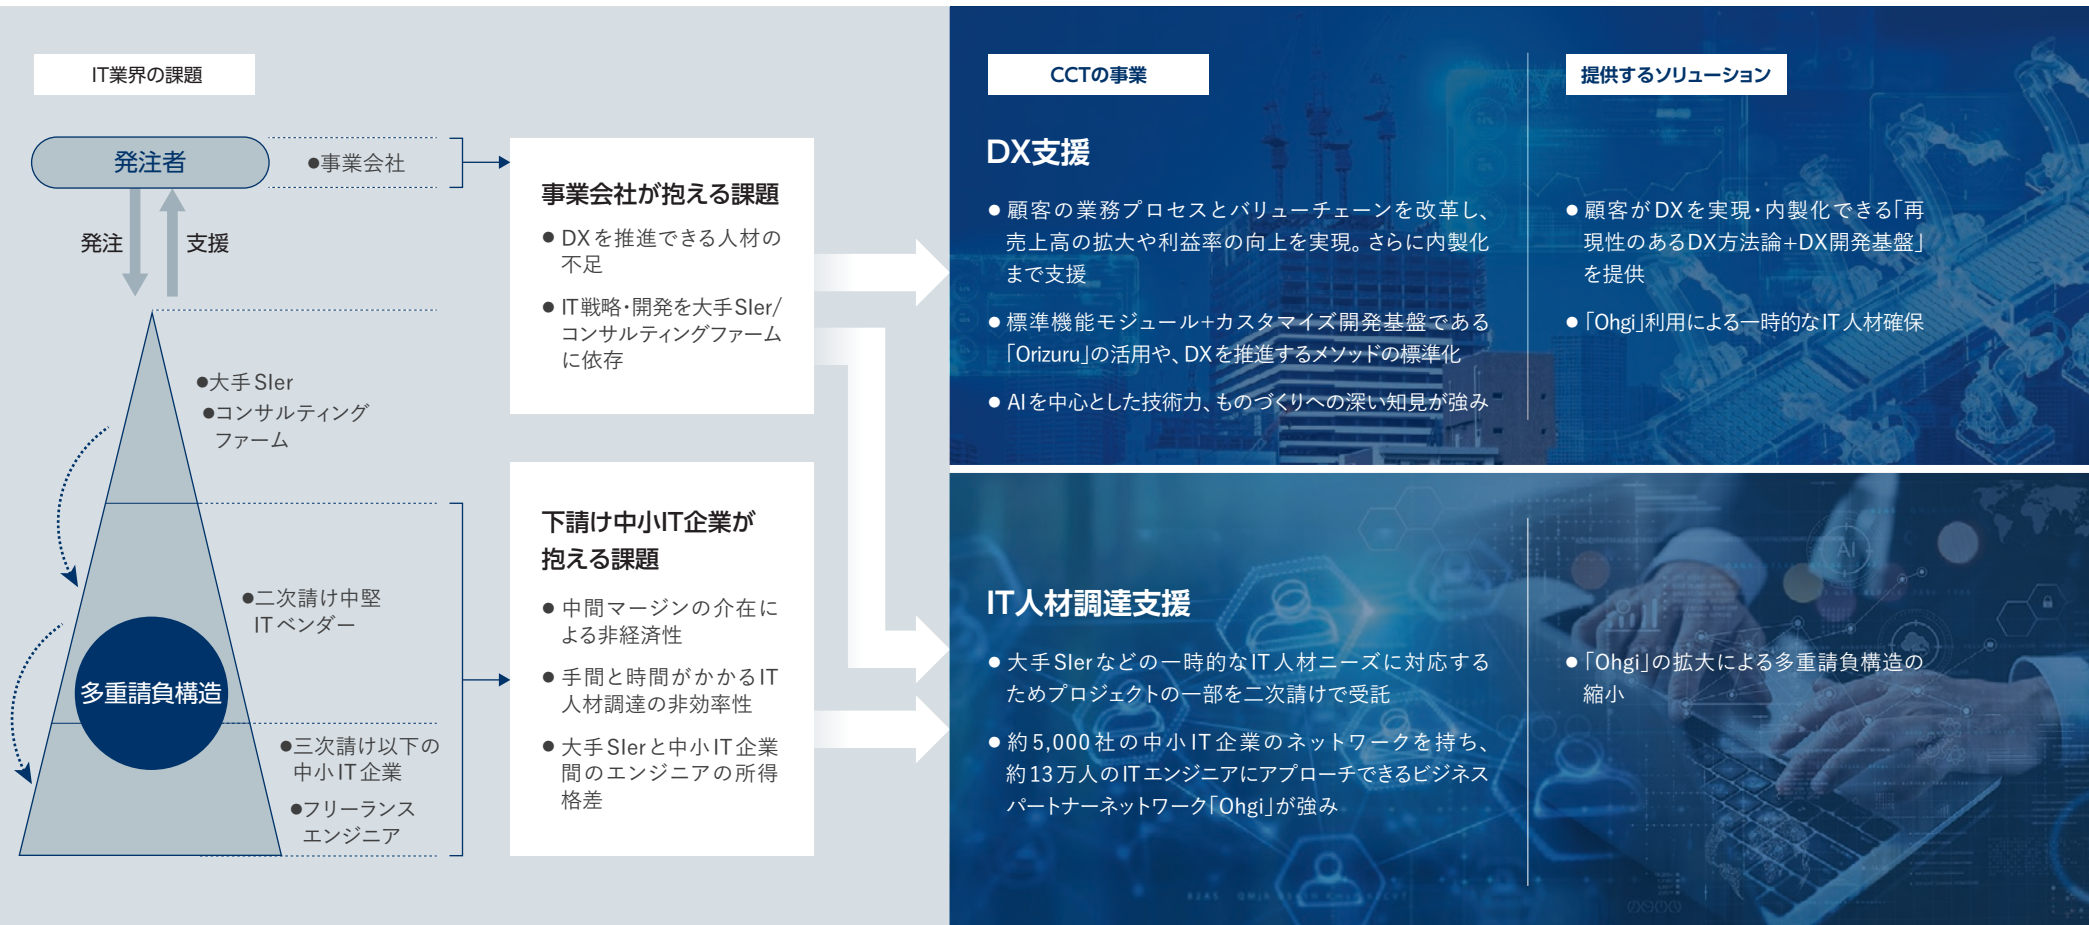 IT業界の課題
発注者
●事業会社
発注
支援
●大手SIer
●コンサルティング
ファーム
●二次請け中堅
ITベンダー
多重請負構造
●三次請け以下の
中小IT企業
●フリーランス
エンジニア
事業会社が抱える課題
● DXを推進できる人材の
不足
● IT戦略・開発を大手SIer/
コンサルティングファーム
に依存
下請け中小IT企業が
抱える課題
● 中間マージンの介在に
よる非経済性
● 手間と時間がかかるIT
人材調達の非効率性
● 大手SIerと中小IT企業
間のエンジニアの所得
格差
CCTの事業
DX支援
● 顧客の業務プロセスとバリューチェーンを改革し、
売上高の拡大や利益率の向上を実現。さらに内製化
まで支援
● 標準機能モジュール+カスタマイズ開発基盤である
「Orizuru」の活用や、DXを推進するメソッドの標準化
● AIを中心とした技術力、ものづくりへの深い知見が強み
提供するソリューション
● 顧客がDXを実現・内製化できる「再
現性のあるDX方法論+DX開発基盤」
を提供
● 「Ohgi」利用による一時的なIT人材確保
IT人材調達支援
● 大手SIerなどの一時的なIT人材ニーズに対応する
ためプロジェクトの一部を二次請けで受託
● 約5,000社の中小IT企業のネットワークを持ち、
約13万人のITエンジニアにアプローチできるビジネス
パートナーネットワーク「Ohgi」が強み
● 「Ohgi」の拡大による多重請負構造の
縮小
AI